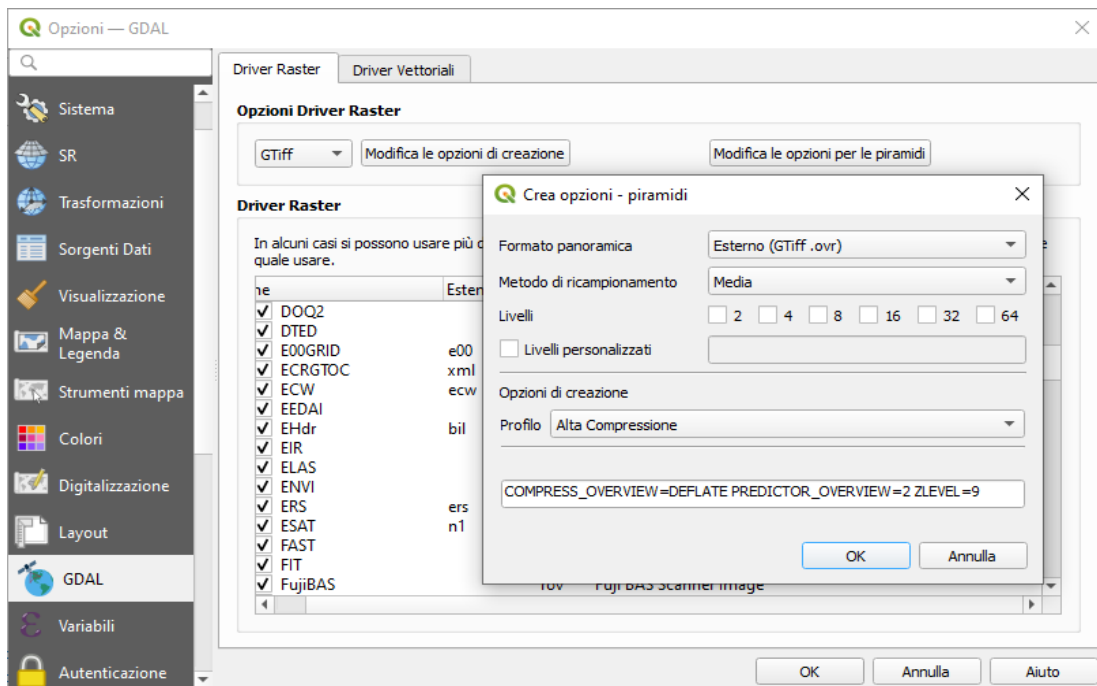 Opzioni — GDAL
Sistema
SR
Trasformazioni
Sorgenti Dati
Visualizzazione
Mappa &
Legenda
Strumenti mappa
Colori
Digitalizzazione
Layout
GDAL
Variabili
Autenticazione
Driver Raster
Driver Vettoriali
Opzioni Driver Raster
GTiff
Modifica le opzioni di creazione
Modifica le opzioni per le piramidi
Driver Raster
In alcuni casi si possono usare più
quale usare.
Esten
DOQ2
DTED
E00GRID e00
ECRGTOC xml
ECW ecw
EEDAI
EHdr bil
EIR
ELAS
ENVI
ERS ers
ESAT n1
FAST
FIT
FujiBAS Fuji BAS Scanner Image
Crea opzioni - piramidi
Formato panoramica Esterno (GTiff .ovr)
Metodo di ricampionamento Media
Livelli 2 4 8 16 32 64
Livelli personalizzati
Opzioni di creazione
Profilo Alta Compressione
COMPRESS_OVERVIEW=DEFLATE PREDICTOR_OVERVIEW=2 ZLEVEL=9
OK Annulla
OK Annulla Aiuto